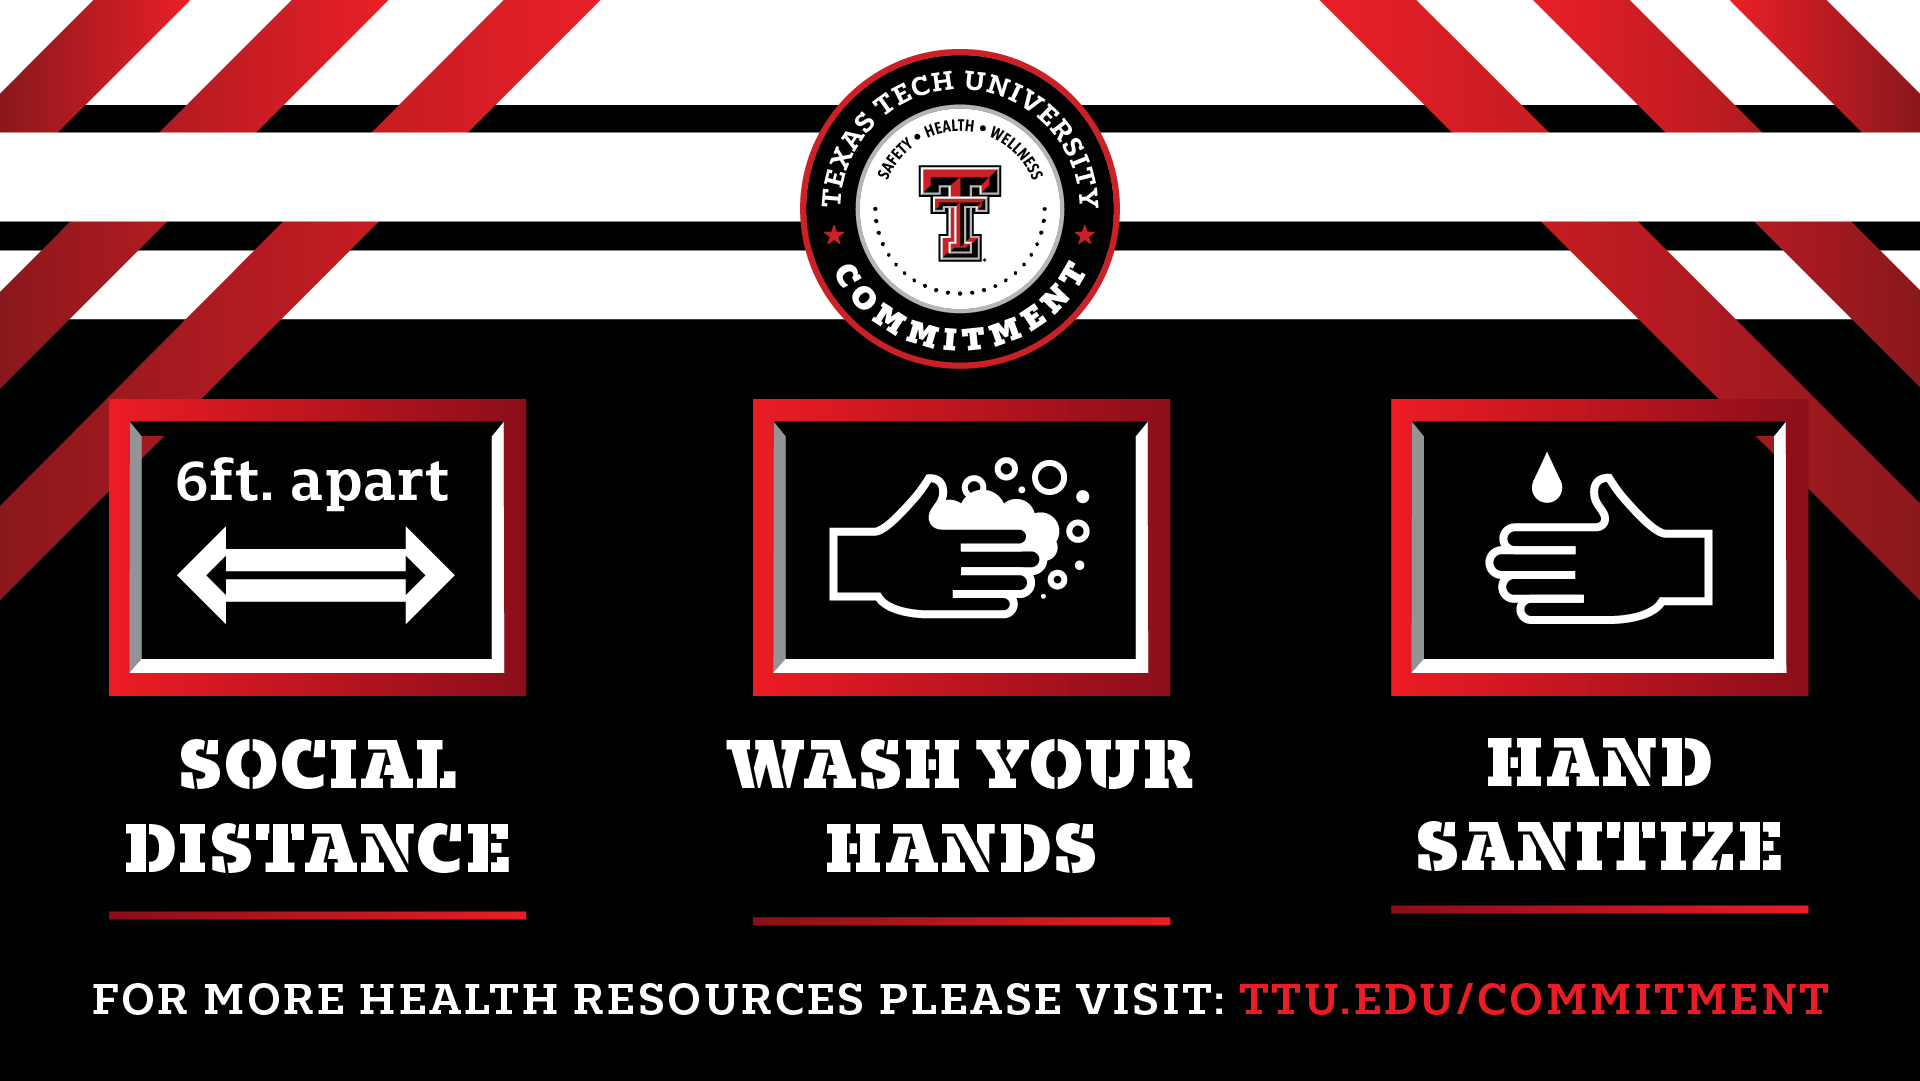 TEXAS TECH UNIVERSITY
SAFETY • HEALTH • WELLNESS
COMMITMENT
6ft. apart
SOCIAL
DISTANCE
WASH YOUR
HANDS
HAND
SANITIZE
FOR MORE HEALTH RESOURCES PLEASE VISIT: TTU.EDU/COMMITMENT